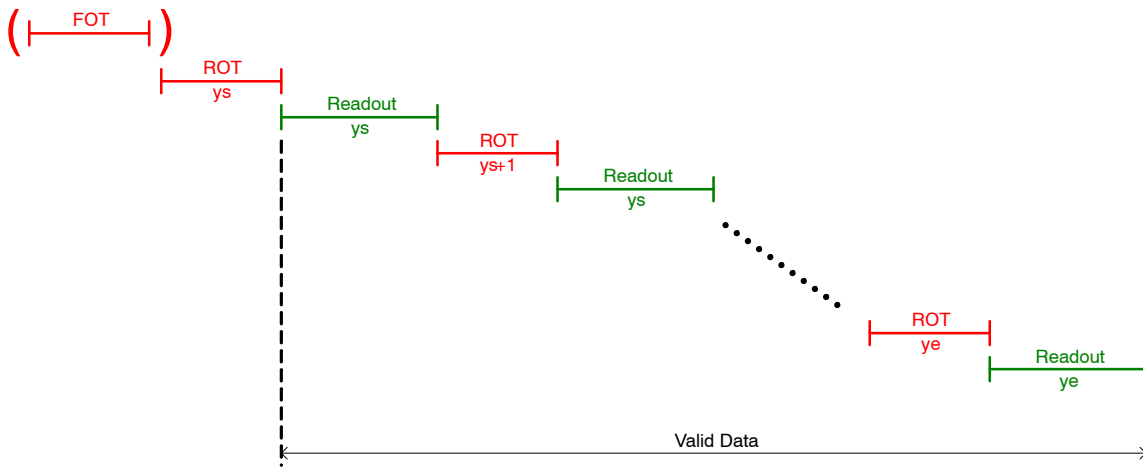 ( FOT )
ROT
ys
Readout
ys
ROT
ys+1
Readout
ys
ROT
ye
Readout
ye
Valid Data